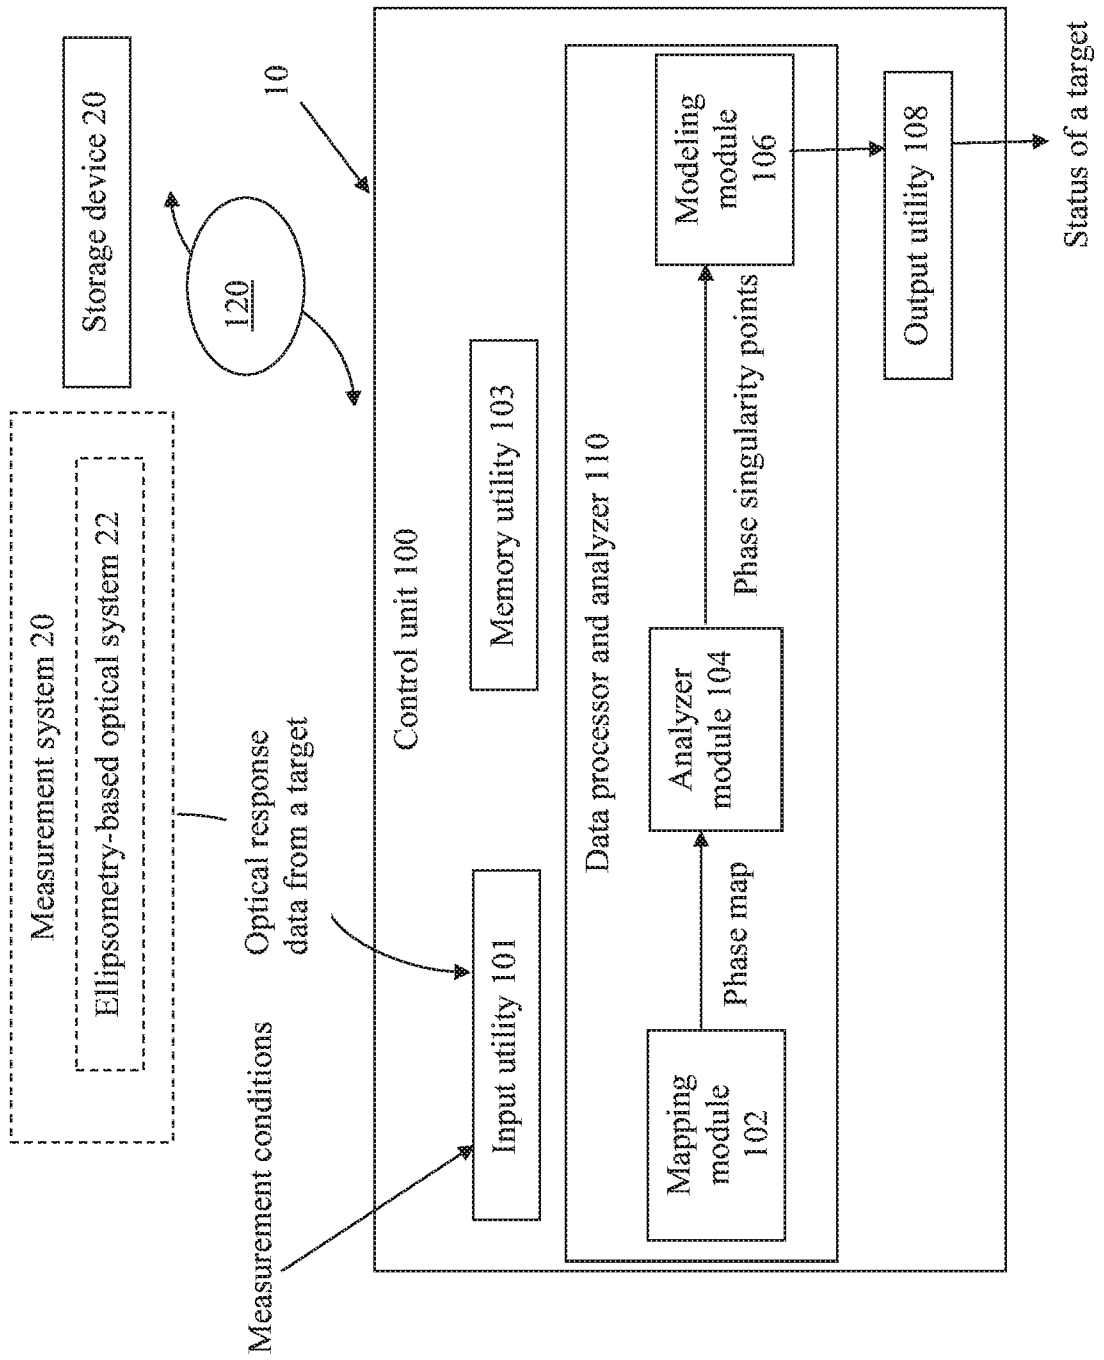 Measurement system 20
Ellipsometry-based optical system 22
Storage device 20
120
10
Measurement conditions
Optical response
data from a target
Control unit 100
Input utility 101
Memory utility 103
Data processor and analyzer 110
Mapping
module
102
Phase map
Analyzer
module 104
Phase singularity points
Modeling
module
106
Output utility 108
Status of a target